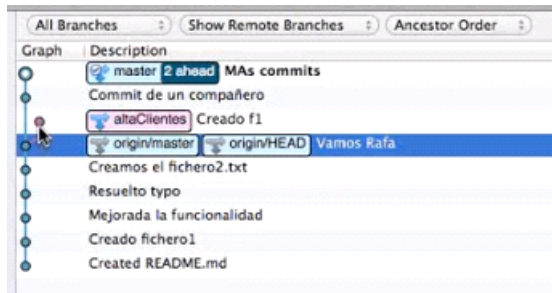 All Branches Show Remote Branches Ancestor Order
Graph Description
master 2 ahead MAs commits
Commit de un compañero
altaClientes Creado f1
origin/master origin/HEAD Vamos Rafa
Creamos el fichero2.txt
Resuelto typo
Mejorada la funcionalidad
Creado fichero1
Created README.md